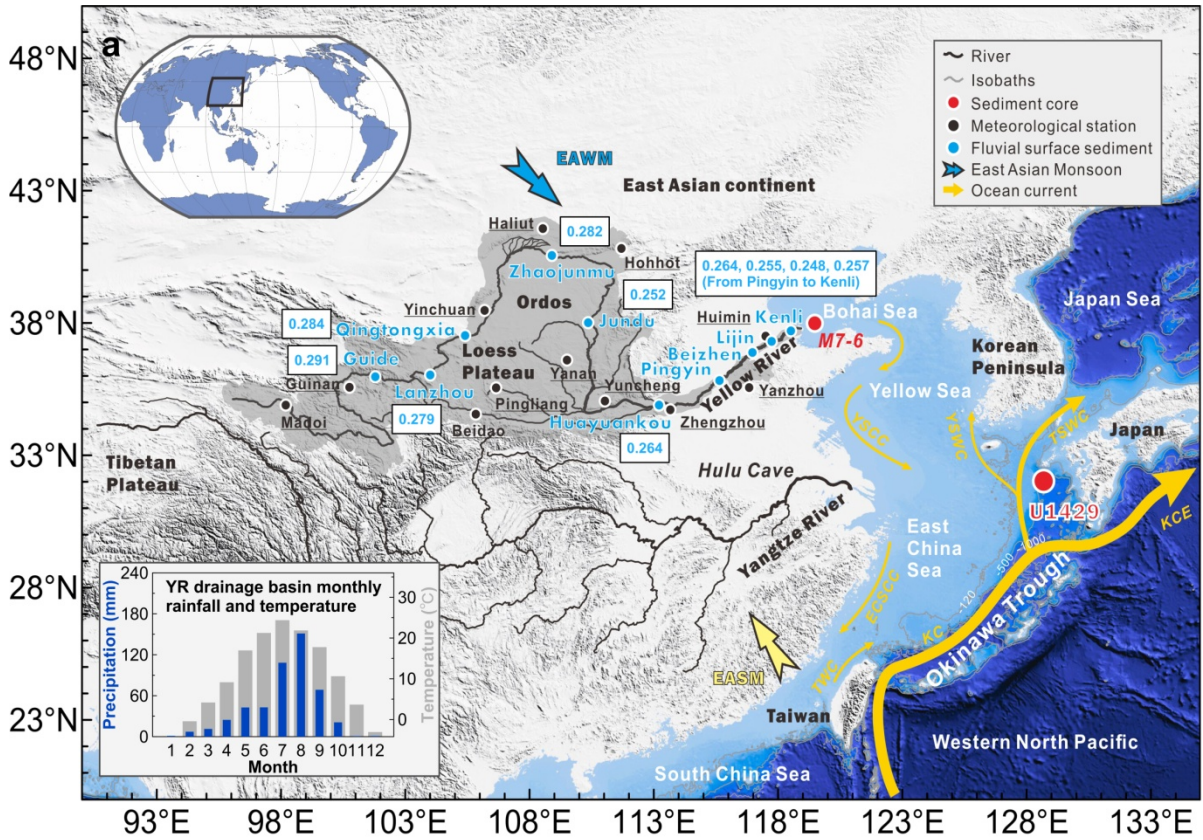 a
48°N
43°N
38°N
33°N
28°N
23°N
93°E
98°E
103°E
108°E
113°E
118°E
123°E
128°E
133°E
River
Isobaths
Sediment core
Meteorological station
Fluvial surface sediment
East Asian Monsoon
Ocean current
EAWM
East Asian continent
Haliut
0.282
Hohhot
Zhaojunmu
0.264, 0.255, 0.248, 0.257
(From Pingyin to Kenli)
Ordos
0.252
Yinchuan
0.284
Qingtongxia
Jundu
Huimin
Kenli
Bohai Sea
M7-6
Lijin
Beizhen
Pingyin
0.291
Guide
Loess
Plateau
Yanan
Guinan
Lanzhou
Yuncheng
Yellow River
Yanzhou
Pingliang
Madoi
0.279
Beidao
Huayuankou
Zhengzhou
0.264
Japan Sea
Korean
Peninsula
Yellow Sea
YSCC
YSWC
TSWC
Japan
Tibetan
Plateau
Hulu Cave
U1429
KCE
Yangtze River
East
China
Sea
-500
-1000
-120
ECSCC
KC
Okinawa Trough
EASM
TWC
Taiwan
Western North Pacific
South China Sea
YR drainage basin monthly
rainfall and temperature
Precipitation (mm)
240
180
120
60
0
Temperature (°C)
30
20
10
0
1 2 3 4 5 6 7 8 9 10 11 12
Month